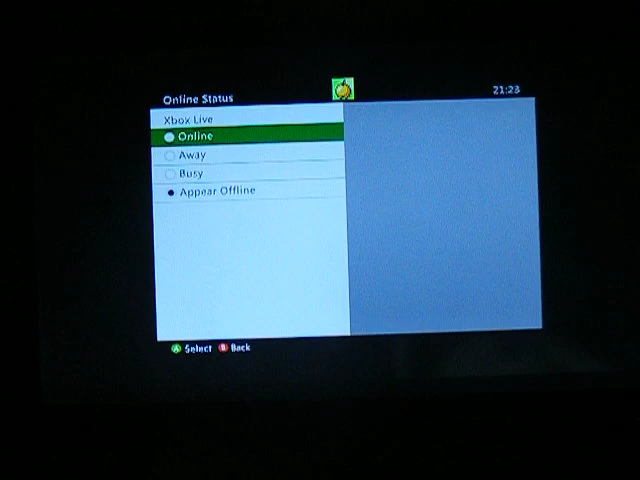 Online Status
21:23
Xbox Live
Online
Away
Busy
Appear Offline
A Select B Back